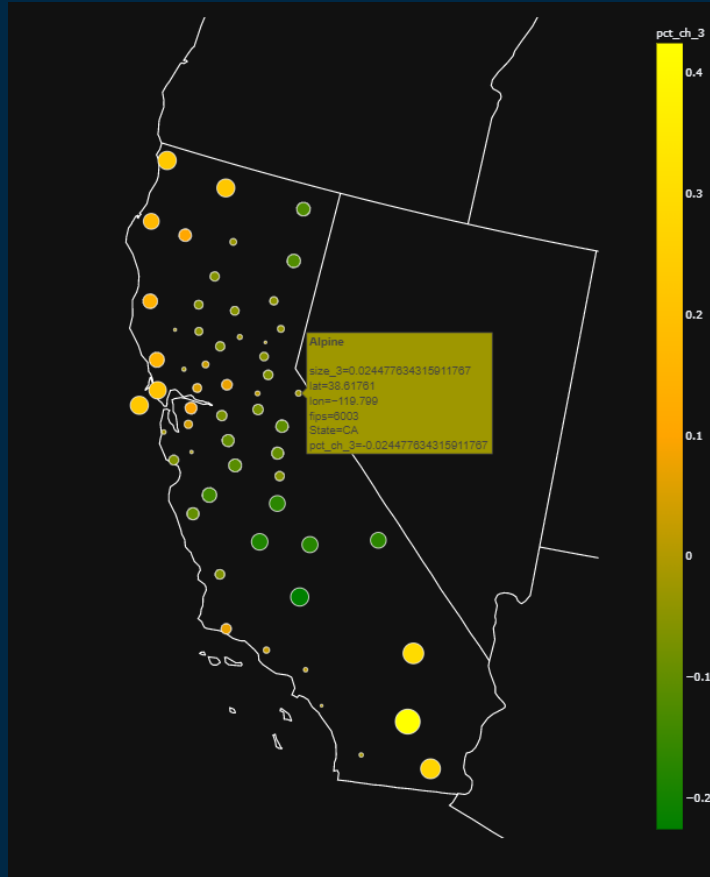 pct_ch_3
0.4
0.3
0.2
Alpine
size_3=0.024477634315911767
lat=38.61761
lon=−119.799
fips=6003
State=CA
pct_ch_3=-0.024477634315911767
0.1
0
−0.1
−0.2